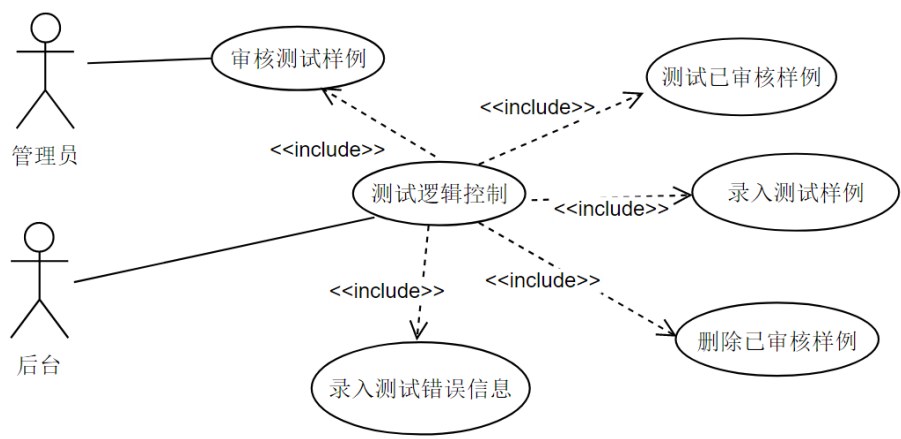 审核测试样例
测试已审核样例
<<include>>
管理员
<<include>>
测试逻辑控制
录入测试样例
<<include>>
<<include>>
<<include>>
后台
删除已审核样例
录入测试错误信息